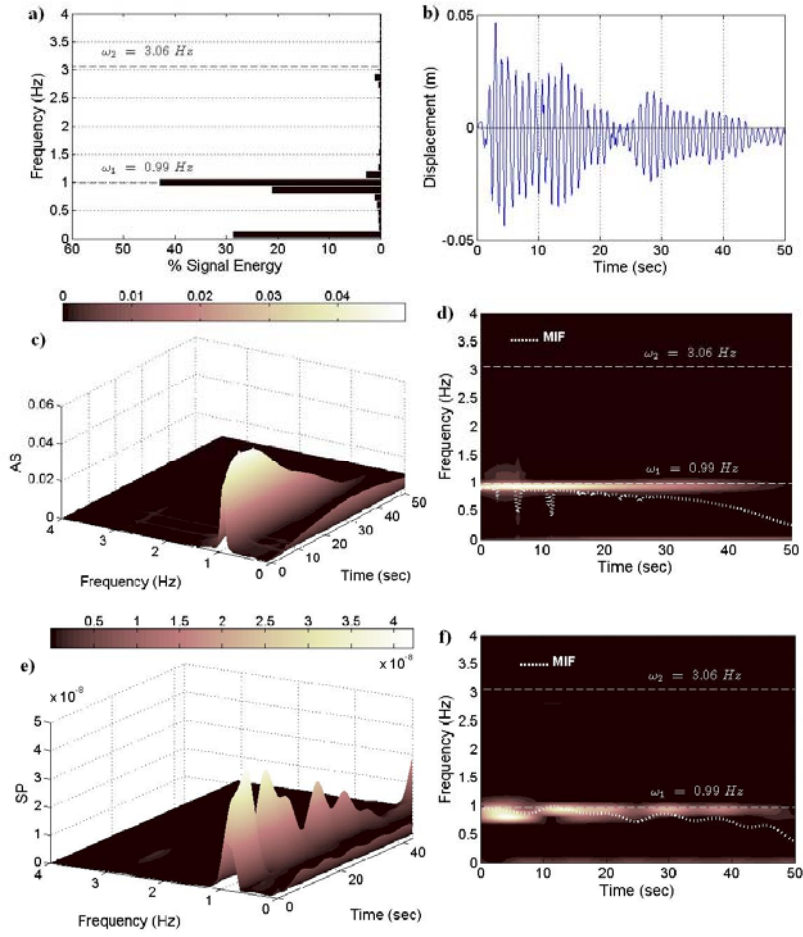 a)
4
3.5
3
2.5
2
1.5
1
0.5
0
Frequency (Hz)
ω₂ = 3.06 Hz
ω₁ = 0.99 Hz
60 50 40 30 20 10 0
% Signal Energy
b)
0.05
0
-0.05
Displacement (m)
0 10 20 30 40 50
Time (sec)
0 0.01 0.02 0.03 0.04
c)
0.06
0.04
0.02
0
AS
4 3 2 1 0
Frequency (Hz)
0 10 20 30 40 50
Time (sec)
d)
4
3.5
3
2.5
2
1.5
1
0.5
0
Frequency (Hz)
MIF
ω₂ = 3.06 Hz
ω₁ = 0.99 Hz
0 10 20 30 40 50
Time (sec)
0.5 1 1.5 2 2.5 3 3.5 4
x 10⁻⁸
e)
x 10⁻⁸
5
4
3
2
1
0
SP
4 3 2 1 0
Frequency (Hz)
0 20 40
Time (sec)
f)
4
3.5
3
2.5
2
1.5
1
0.5
0
Frequency (Hz)
MIF
ω₂ = 3.06 Hz
ω₁ = 0.99 Hz
0 10 20 30 40 50
Time (sec)